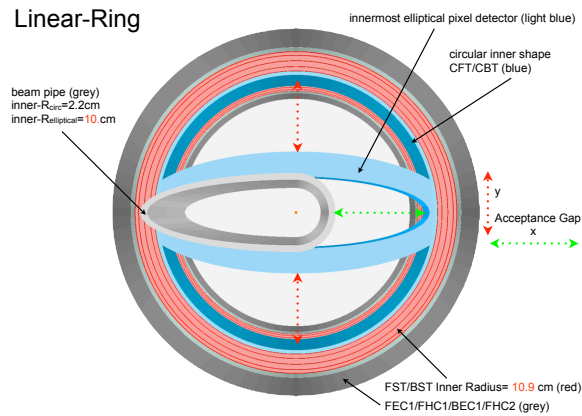 Linear-Ring
innermost elliptical pixel detector (light blue)
circular inner shape
CFT/CBT (blue)
beam pipe (grey)
inner-Rcirc=2.2cm
inner-Relliptical=10.cm
y
Acceptance Gap
x
FST/BST Inner Radius= 10.9 cm (red)
FEC1/FHC1/BEC1/FHC2 (grey)